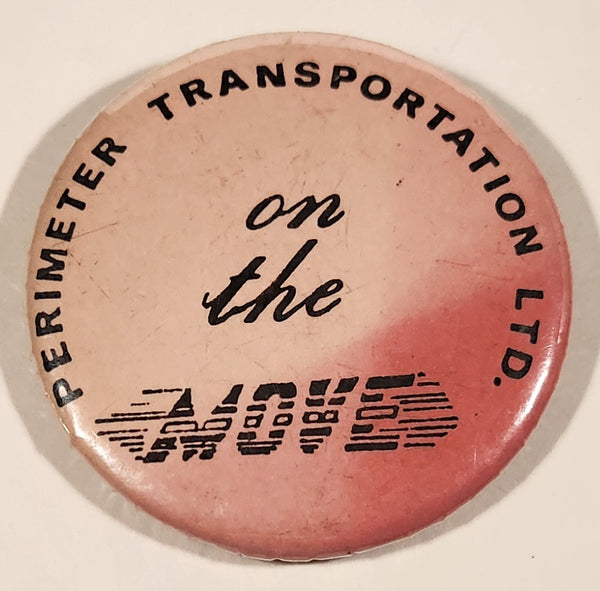 PERIMETER TRANSPORTATION LTD.
on
the
MOVE